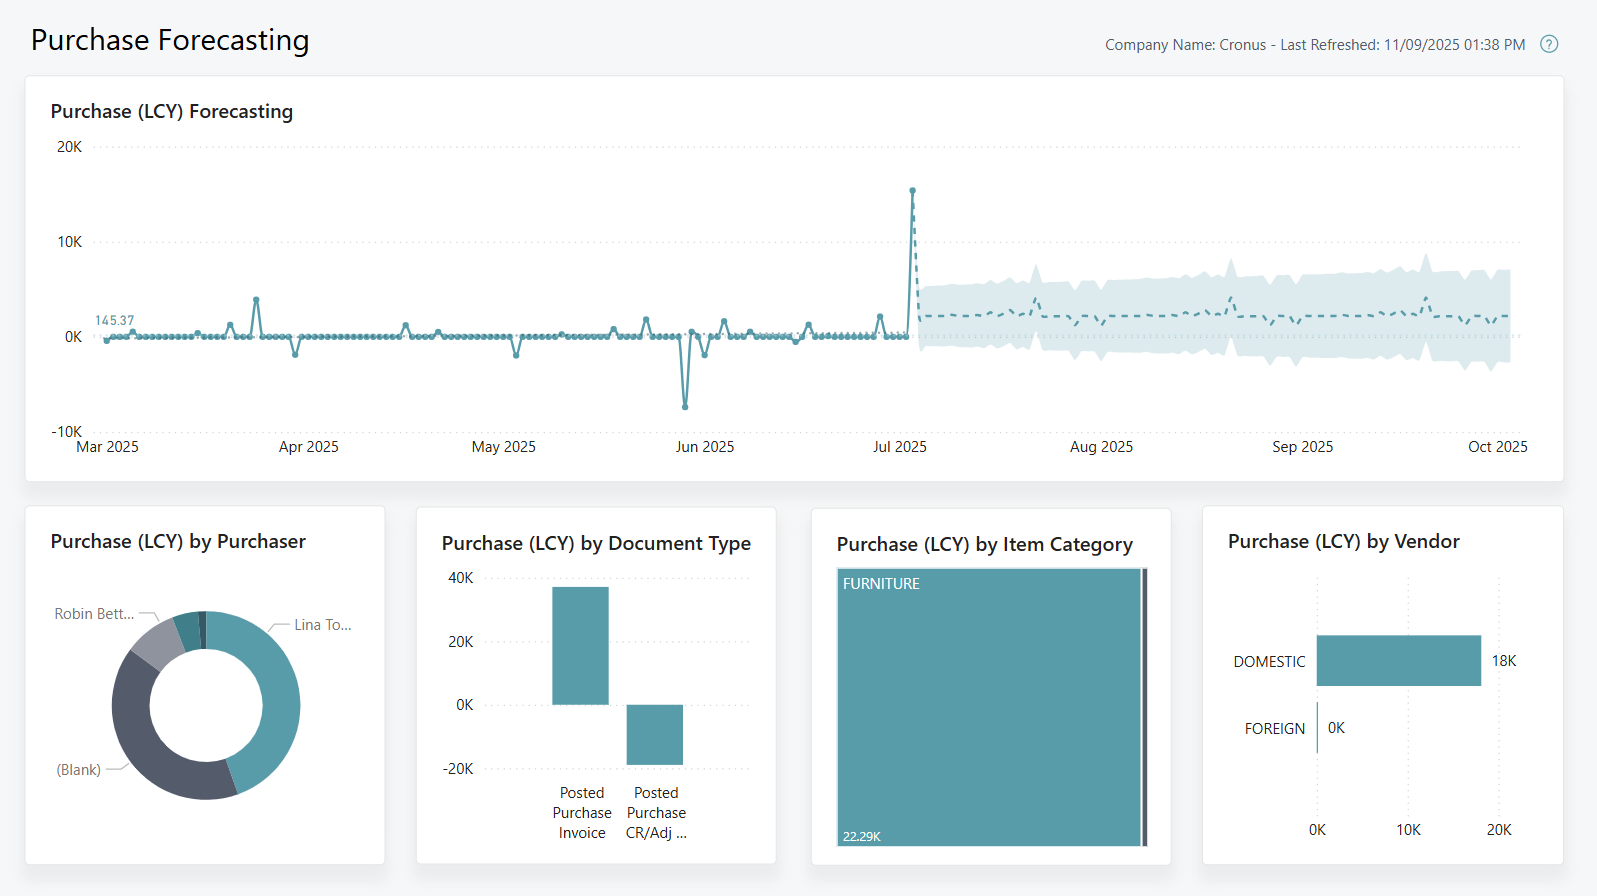 Purchase Forecasting
Company Name: Cronus - Last Refreshed: 11/09/2025 01:38 PM
?
Purchase (LCY) Forecasting
20K
10K
145.37
0K
-10K
Mar 2025
Apr 2025
May 2025
Jun 2025
Jul 2025
Aug 2025
Sep 2025
Oct 2025
Purchase (LCY) by Purchaser
Robin Bett...
Lina To...
(Blank)
Purchase (LCY) by Document Type
40K
20K
0K
-20K
Posted
Purchase
Invoice
Posted
Purchase
CR/Adj ...
Purchase (LCY) by Item Category
FURNITURE
22.29K
Purchase (LCY) by Vendor
DOMESTIC
18K
FOREIGN
0K
0K
10K
20K